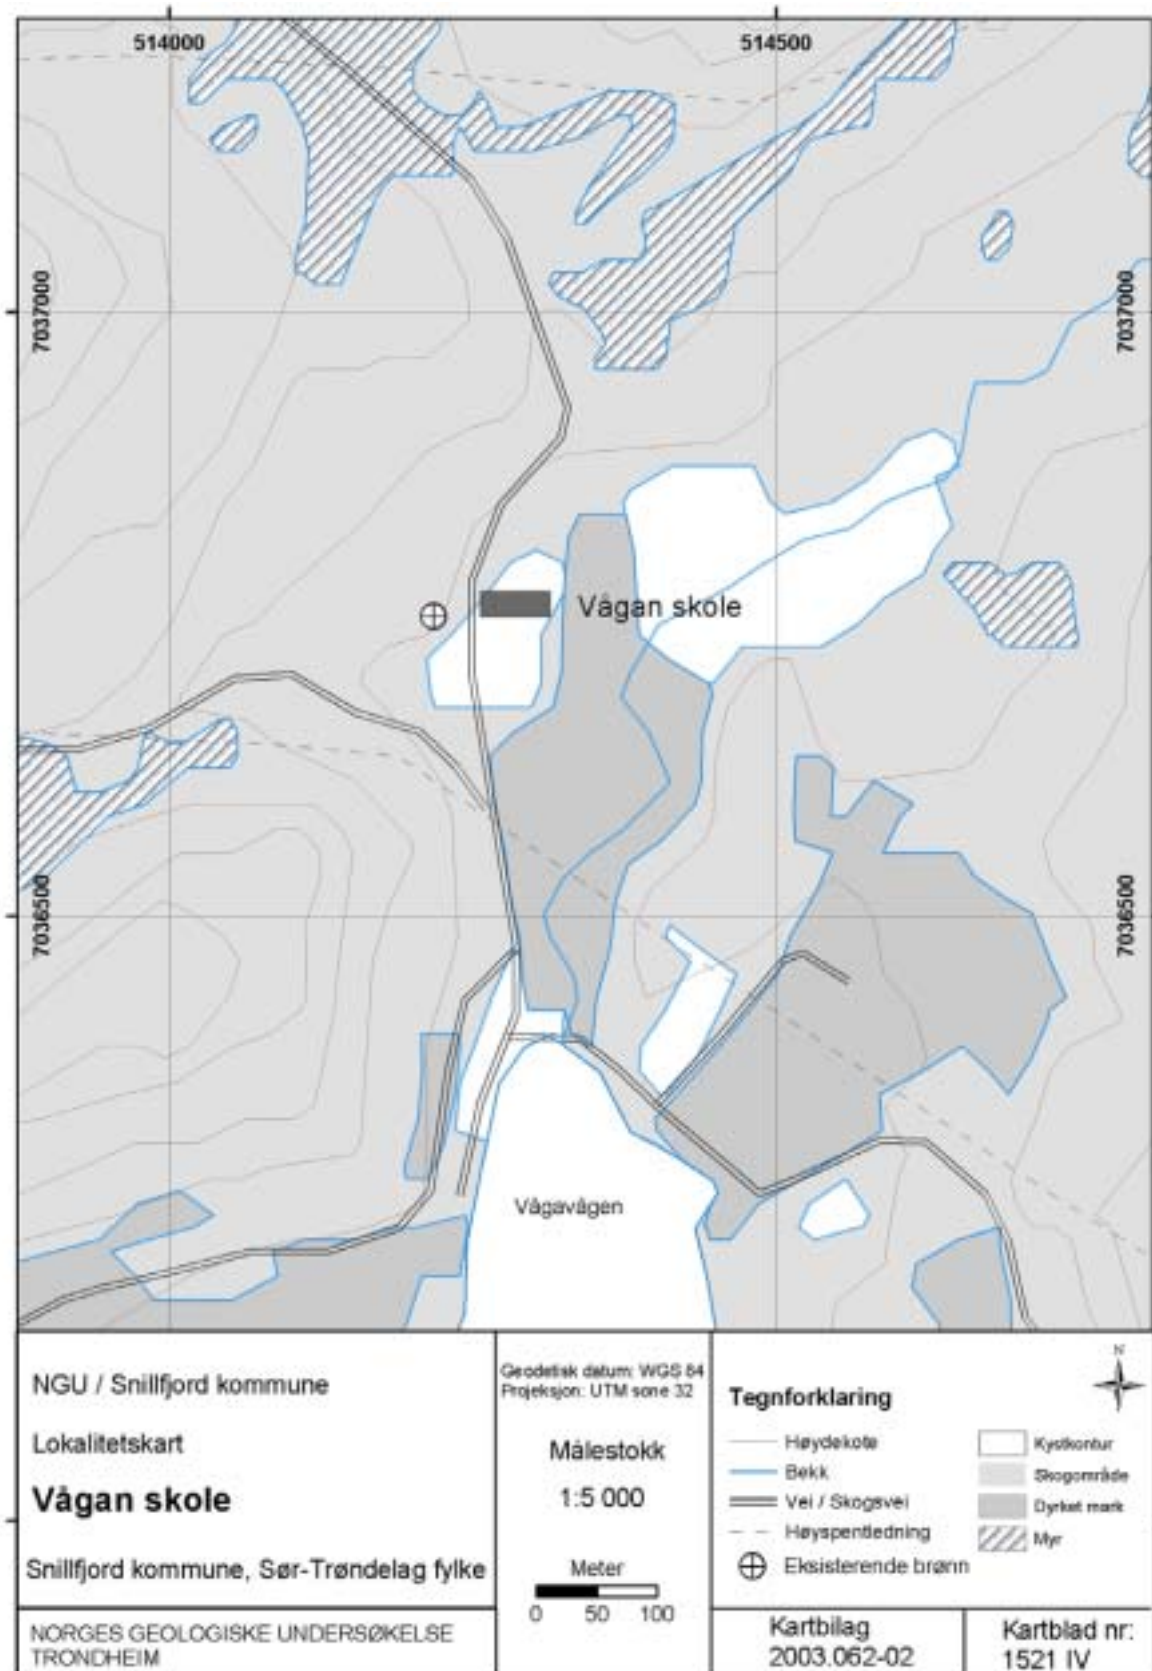 514000
514500
7037000
7037000
Vågan skole
7036500
7036500
Vågavågen
NGU / Snillfjord kommune
Lokalitetskart
Vågan skole
Snillfjord kommune, Sør-Trøndelag fylke
NORGES GEOLOGISKE UNDERSØKELSE
TRONDHEIM
Geodetisk datum: WGS 84
Projeksjon: UTM sone 32
Målestokk
1:5 000
Meter
0 50 100
N
Tegnforklaring
Høydekote
Bekk
Vei / Skogsvei
Høyspentledning
Eksisterende brønn
Kystkontur
Skogområde
Dyrket mark
Myr
Kartbilag
2003.062-02
Kartblad nr:
1521 IV